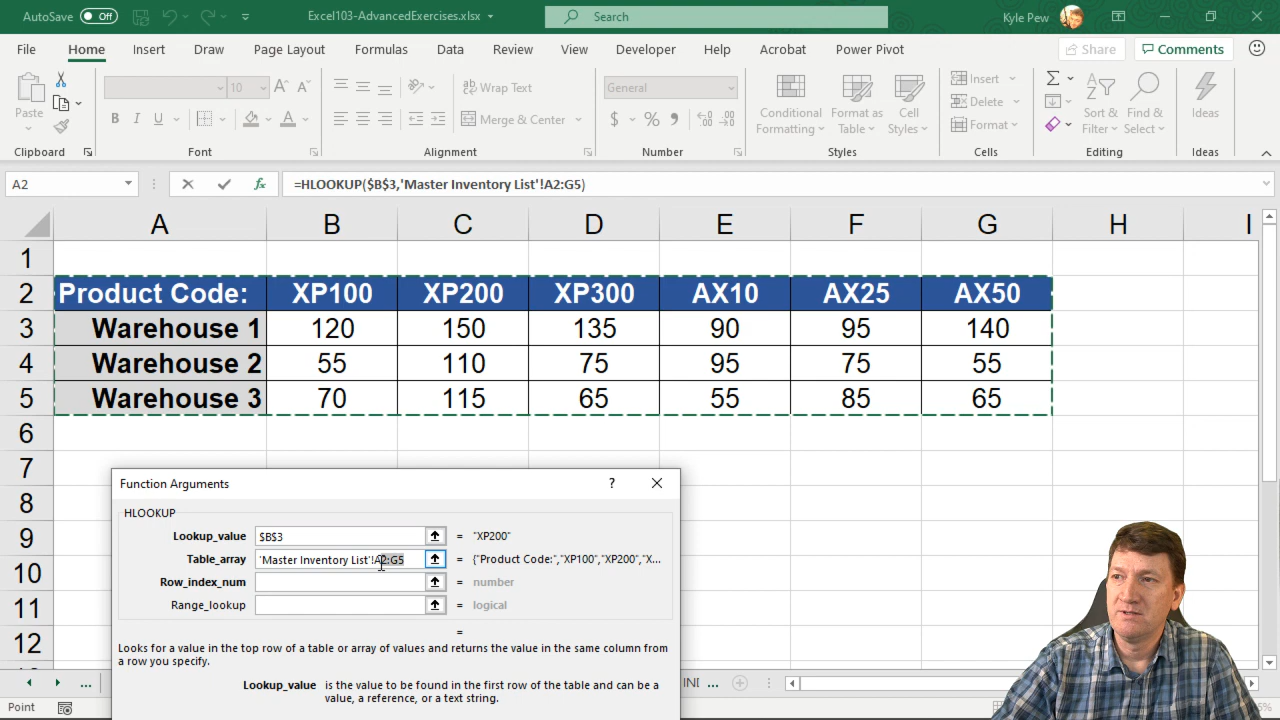 AutoSave Off Excel103-AdvancedExercises.xlsx Search Kyle Pew
File Home Insert Draw Page Layout Formulas Data Review View Developer Help Acrobat Power Pivot Share Comments
Paste 10 Wrap Text General Conditional Formatting Format as Table Cell Styles Insert Sort & Filter Find & Select Ideas
B I U Merge & Center $ % Delete
Format
Clipboard Font Alignment Number Styles Cells Editing Ideas
A2 =HLOOKUP($B$3,'Master Inventory List'!A2:G5)
A B C D E F G H I
1
2 Product Code: XP100 XP200 XP300 AX10 AX25 AX50
3 Warehouse 1 120 150 135 90 95 140
4 Warehouse 2 55 110 75 95 75 55
5 Warehouse 3 70 115 65 55 85 65
6
7
8
9
10
11
12
Function Arguments ?
HLOOKUP
Lookup_value $B$3 = "XP200"
Table_array 'Master Inventory List'!A2:G5 = {"Product Code:","XP100","XP200","X...
Row_index_num = number
Range_lookup = logical
=
Looks for a value in the top row of a table or array of values and returns the value in the same column from
a row you specify.
Lookup_value is the value to be found in the first row of the table and can be a
value, a reference, or a text string.
... ...
Point